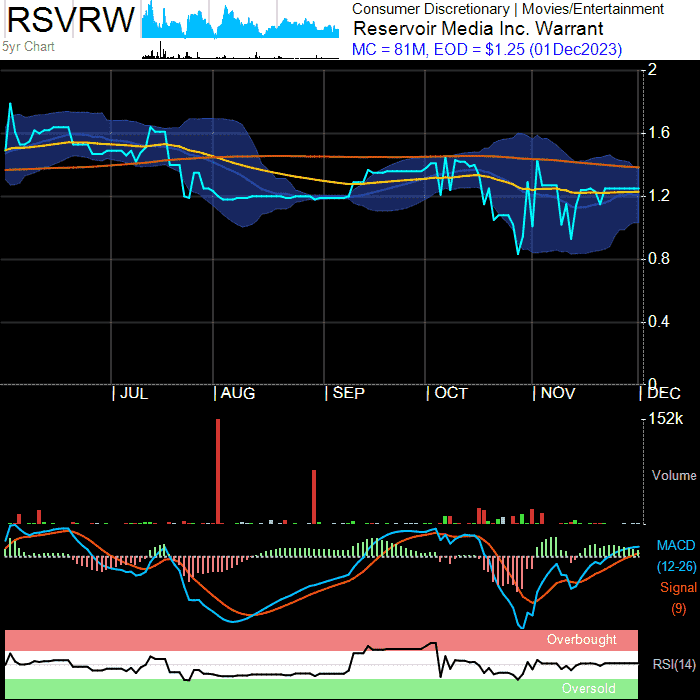 RSVRW
5yr Chart
Consumer Discretionary | Movies/Entertainment
Reservoir Media Inc. Warrant
MC = 81M, EOD = $1.25 (01Dec2023)
2
1.6
1.2
0.8
0.4
0
JUL AUG SEP OCT NOV DEC
152k
Volume
MACD
(12-26)
Signal
(9)
Overbought
RSI(14)
Oversold